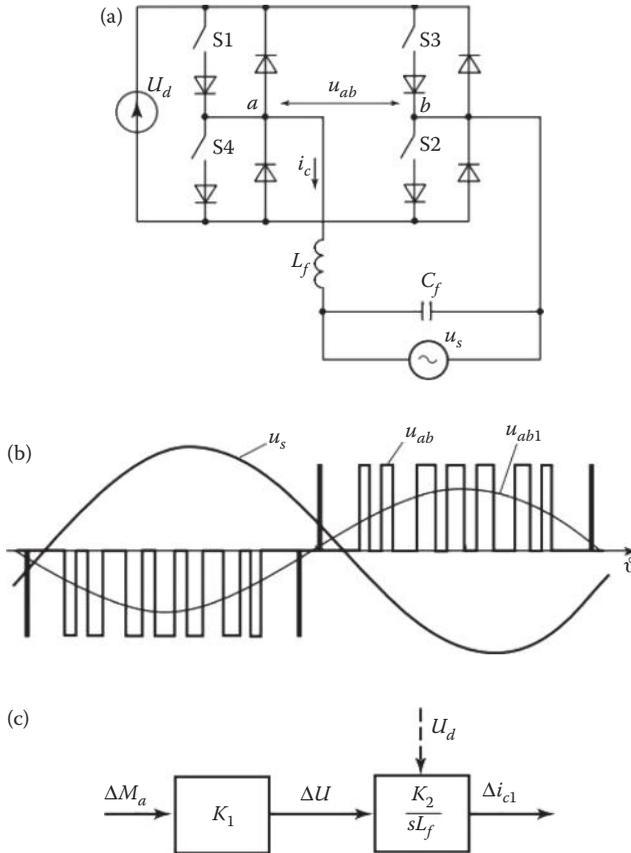 (a)
S1
S3
U_d
a
u_ab
b
S4
S2
i_c
L_f
C_f
u_s
(b)
u_s
u_ab
u_ab1
ϑ
(c)
U_d
ΔM_a
K_1
ΔU
K_2
sL_f
Δi_c1